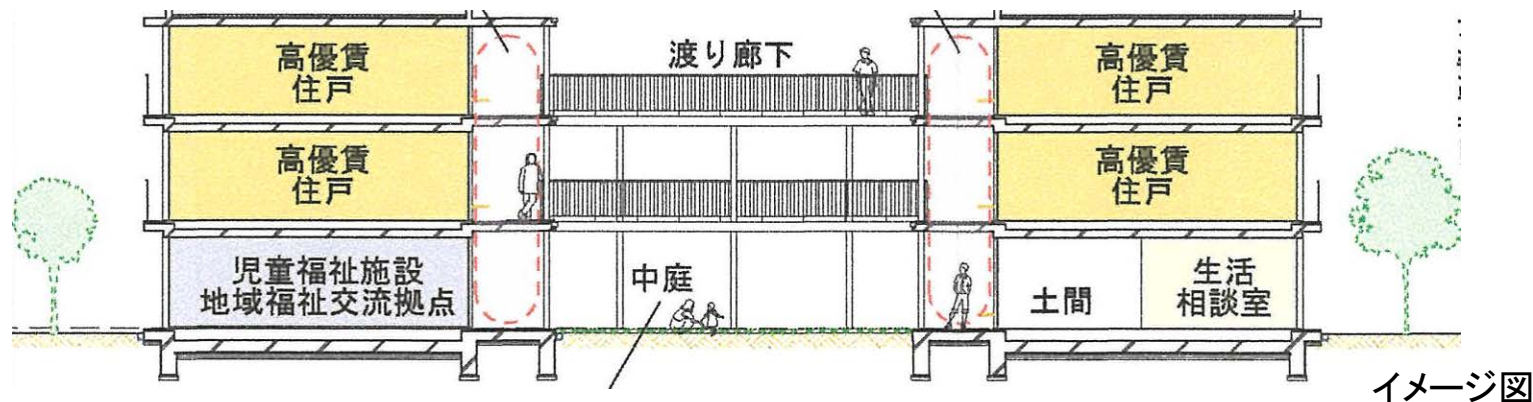 高優賃
住戸
渡り廊下
高優賃
住戸
高優賃
住戸
高優賃
住戸
児童福祉施設
地域福祉交流拠点
中庭
土間
生活
相談室
イメージ図